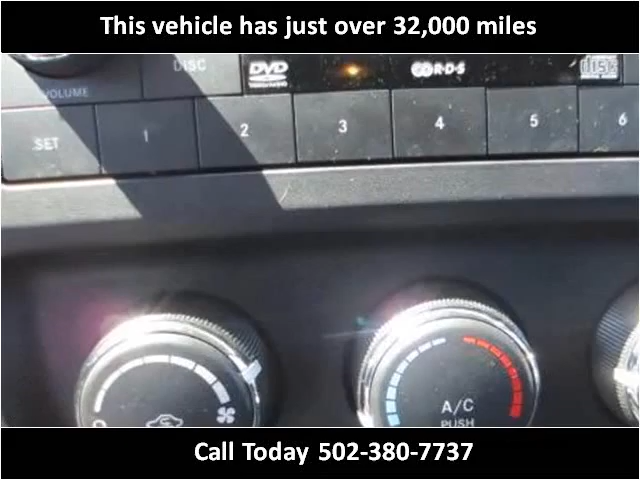 This vehicle has just over 32,000 miles
DISC
DVD
R·D·S
disc
VOLUME
SET
1
2
3
4
5
6
A/C
PUSH
Call Today 502-380-7737